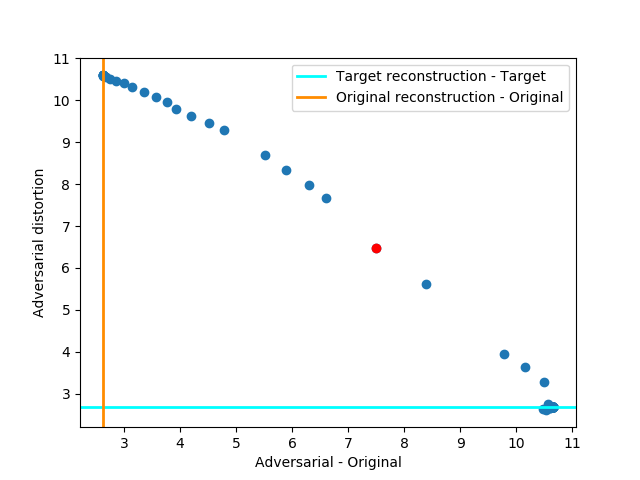 11
10
9
8
7
6
5
4
3
Adversarial distortion
Target reconstruction - Target
Original reconstruction - Original
3 4 5 6 7 8 9 10 11
Adversarial - Original